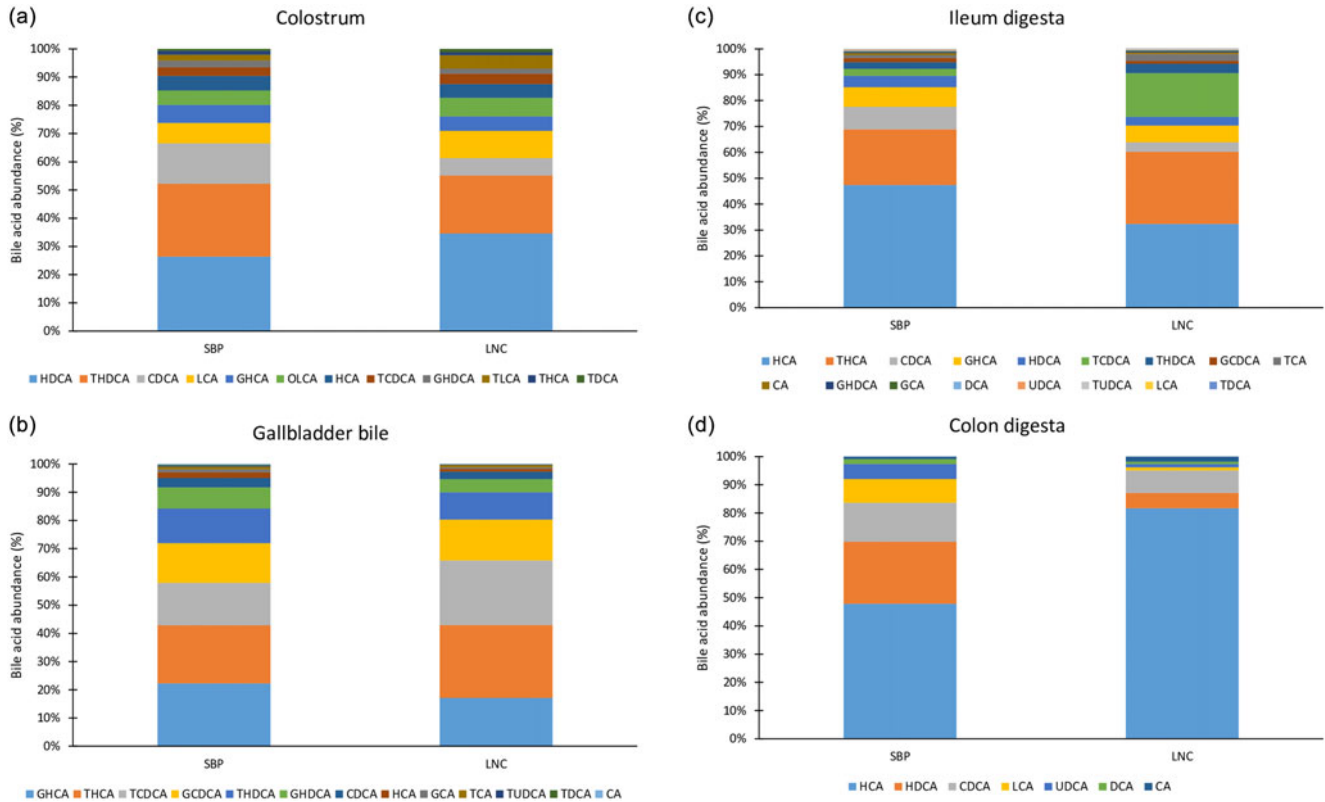 (a)
Colostrum
Bile acid abundance (%)
100%
90%
80%
70%
60%
50%
40%
30%
20%
10%
0%
SBP LNC
HDCA THDCA CDCA LCA GHCA OLCA HCA TCDCA GHDCA TLCA THCA TDCA
(b)
Gallbladder bile
Bile acid abundance (%)
100%
90%
80%
70%
60%
50%
40%
30%
20%
10%
0%
SBP LNC
GHCA THCA TCDCA GCDCA THDCA GHDCA CDCA HCA GCA TCA TUDCA TDCA CA
(c)
Ileum digesta
Bile acid abundance (%)
100%
90%
80%
70%
60%
50%
40%
30%
20%
10%
0%
SBP LNC
HCA THCA CDCA GHCA HDCA TCDCA THDCA GCDCA TCA
CA GHDCA GCA DCA UDCA TUDCA LCA TDCA
(d)
Colon digesta
Bile acid abundance (%)
100%
90%
80%
70%
60%
50%
40%
30%
20%
10%
0%
SBP LNC
HCA HDCA CDCA LCA UDCA DCA CA